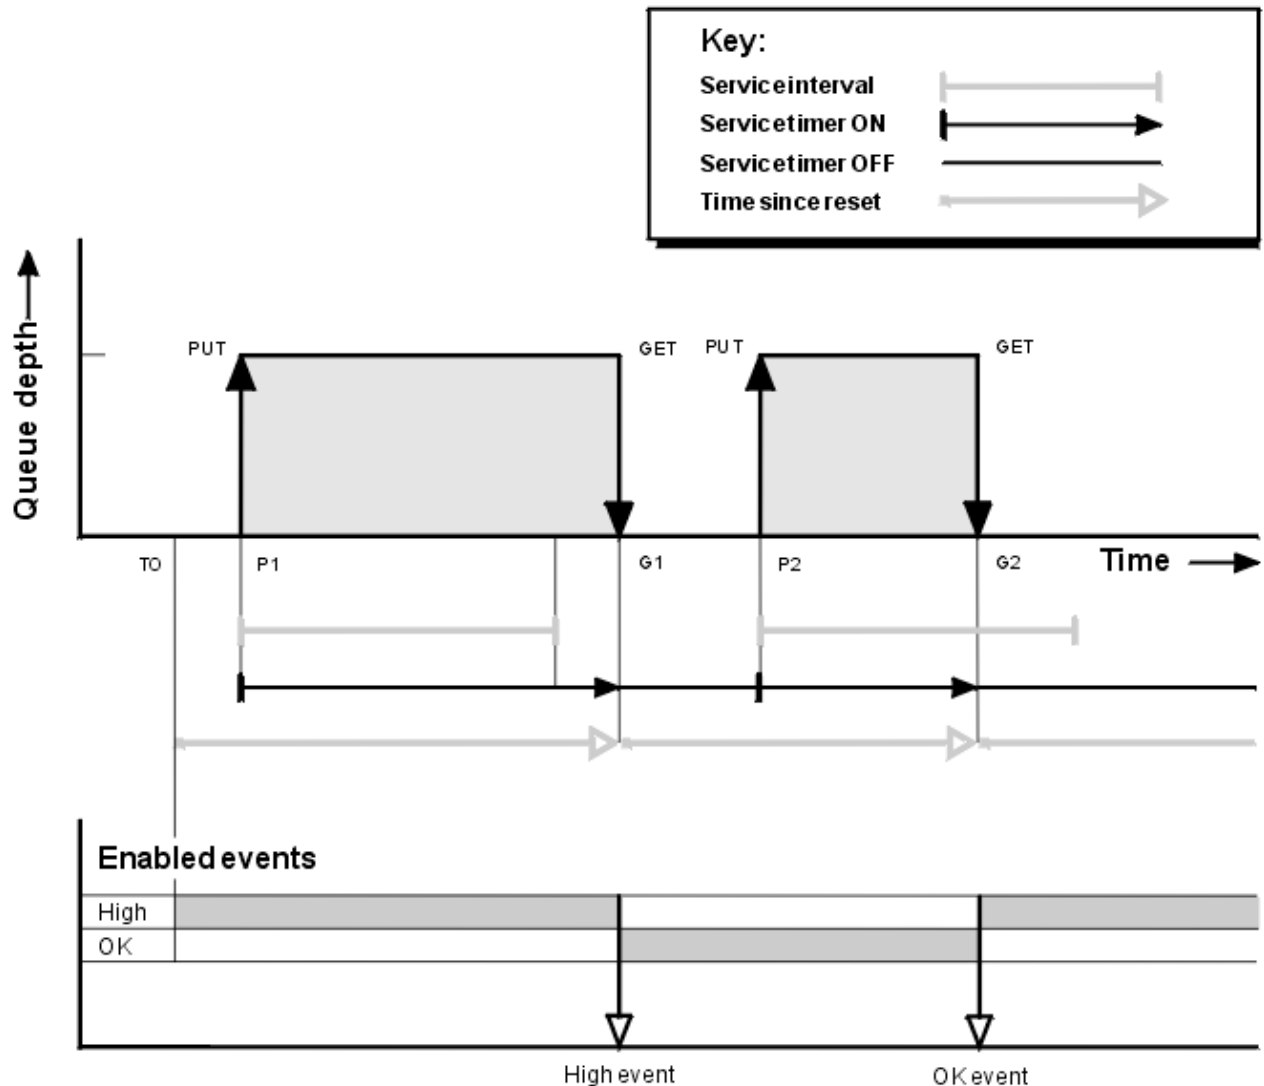 Key:
Service interval
Service timer ON
Service timer OFF
Time since reset
Queue depth
PUT
GET
PUT
GET
T0
P1
G1
P2
G2
Time
Enabled events
High
OK
High event
OK event